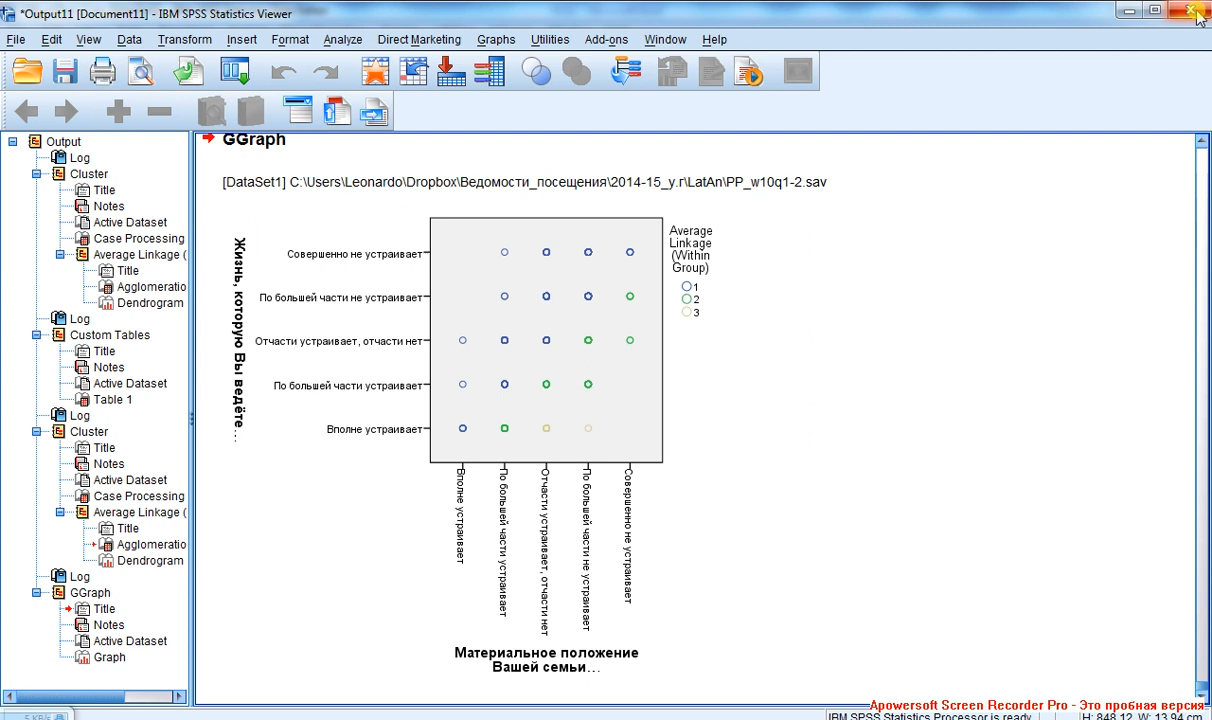 *Output11 [Document11] - IBM SPSS Statistics Viewer
File Edit View Data Transform Insert Format Analyze Direct Marketing Graphs Utilities Add-ons Window Help
Output
Log
Cluster
Title
Notes
Active Dataset
Case Processing
Average Linkage (
Title
Agglomeratio
Dendrogram
Log
Custom Tables
Title
Notes
Active Dataset
Table 1
Log
Cluster
Title
Notes
Active Dataset
Case Processing
Average Linkage (
Title
Agglomeratio
Dendrogram
Log
GGraph
Title
Notes
Active Dataset
Graph
GGraph
[DataSet1] C:\Users\Leonardo\Dropbox\Ведомости_посещения\2014-15_у.г\LatAn\PP_w10q1-2.sav
Жизнь, которую Вы ведёте…
Совершенно не устраивает
По большей части не устраивает
Отчасти устраивает, отчасти нет
По большей части устраивает
Вполне устраивает
Вполне устраивает
По большей части устраивает
Отчасти устраивает, отчасти нет
По большей части не устраивает
Совершенно не устраивает
Материальное положение
Вашей семьи…
Average
Linkage
(Within
Group)
1
2
3
Apowersoft Screen Recorder Pro - Это пробная версия
5 KB/s
IBM SPSS Statistics Processor is ready
H: 848,12, W: 13,94 cm